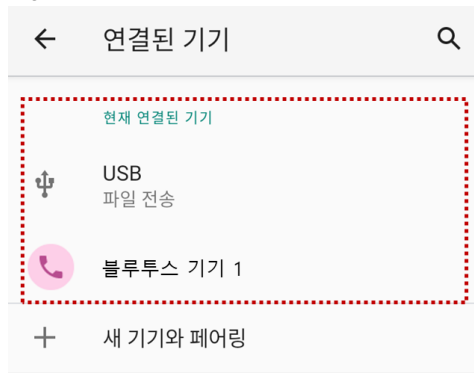 연결된 기기
현재 연결된 기기
USB
파일 전송
블루투스 기기 1
새 기기와 페어링